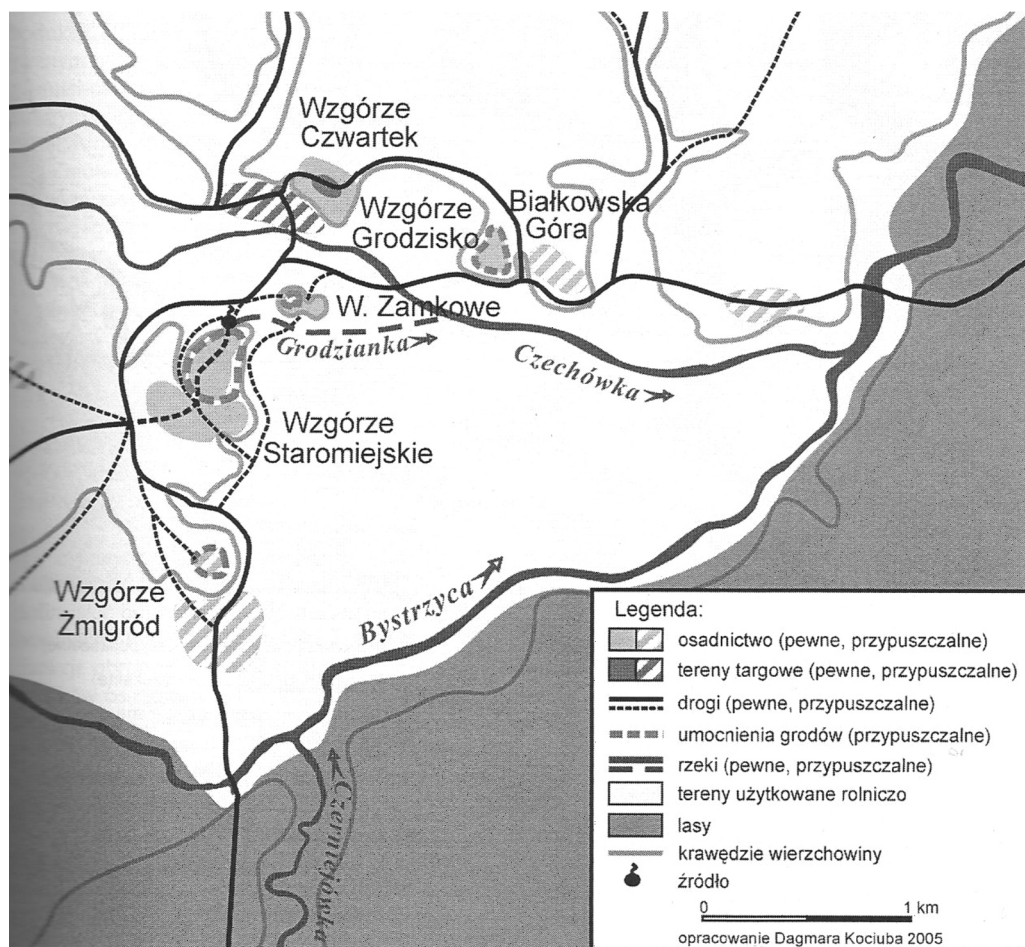 Wzgórze
Czwartek
Wzgórze
Grodzisko
Białkowska
Góra
W. Zamkowe
Grodzianka
Czechówka
Wzgórze
Staromiejskie
Wzgórze
Żmigród
Bystrzyca
Czerniejówka
Legenda:
osadnictwo (pewne, przypuszczalne)
tereny targowe (pewne, przypuszczalne)
drogi (pewne, przypuszczalne)
umocnienia grodów (przypuszczalne)
rzeki (pewne, przypuszczalne)
tereny użytkowane rolniczo
lasy
krawędzie wierzchowiny
źródło
0 1 km
opracowanie Dagmara Kociuba 2005